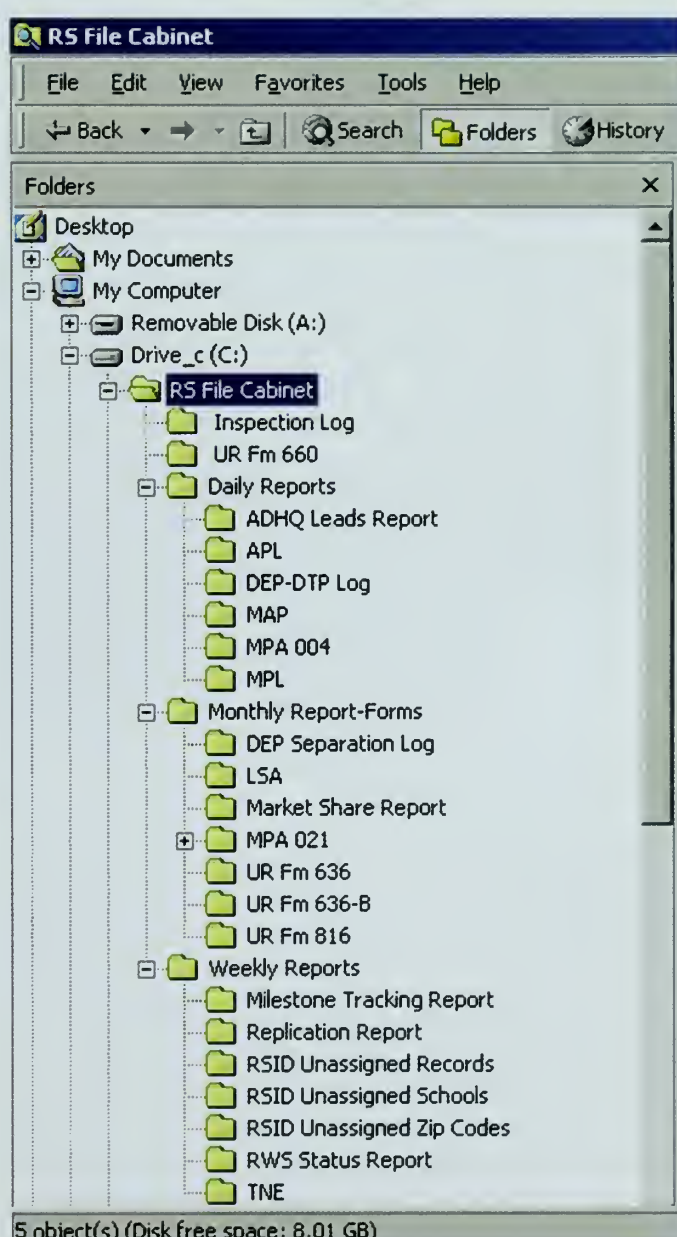 RS File Cabinet
File Edit View Favorites Tools Help
Back Search Folders History
Folders
Desktop
My Documents
My Computer
Removable Disk (A:)
Drive_c (C:)
RS File Cabinet
Inspection Log
UR Fm 660
Daily Reports
ADHQ Leads Report
APL
DEP-DTP Log
MAP
MPA 004
MPL
Monthly Report-Forms
DEP Separation Log
LSA
Market Share Report
MPA 021
UR Fm 636
UR Fm 636-B
UR Fm 816
Weekly Reports
Milestone Tracking Report
Replication Report
RSID Unassigned Records
RSID Unassigned Schools
RSID Unassigned Zip Codes
RWS Status Report
TNE
5 object(s) (Disk free space: 8.01 GB)